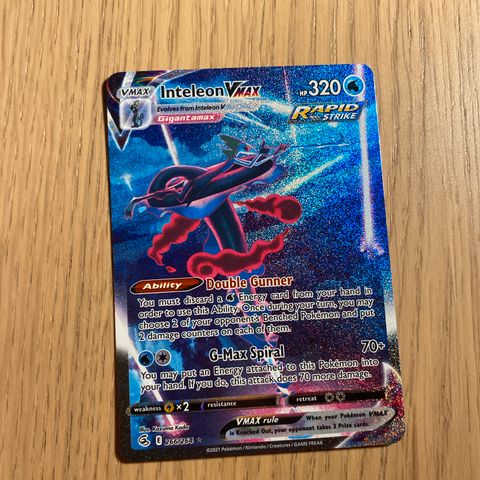 VMAX Inteleon VMAX HP 320
Evolves from Inteleon V
Gigantamax
RAPID STRIKE
Ability Double Gunner
You must discard a Energy card from your hand in
order to use this Ability. Once during your turn, you may
choose 2 of your opponent's Benched Pokémon and put
2 damage counters on each of them.
G-Max Spiral 70+
You may put an Energy attached to this Pokémon into
your hand. If you do, this attack does 70 more damage.
weakness ×2 resistance retreat
VMAX rule When your Pokémon VMAX
is Knocked Out, your opponent takes 3 Prize cards.
Illus. Kazuma Koda
E 266/264
©2021 Pokémon / Nintendo / Creatures / GAME FREAK